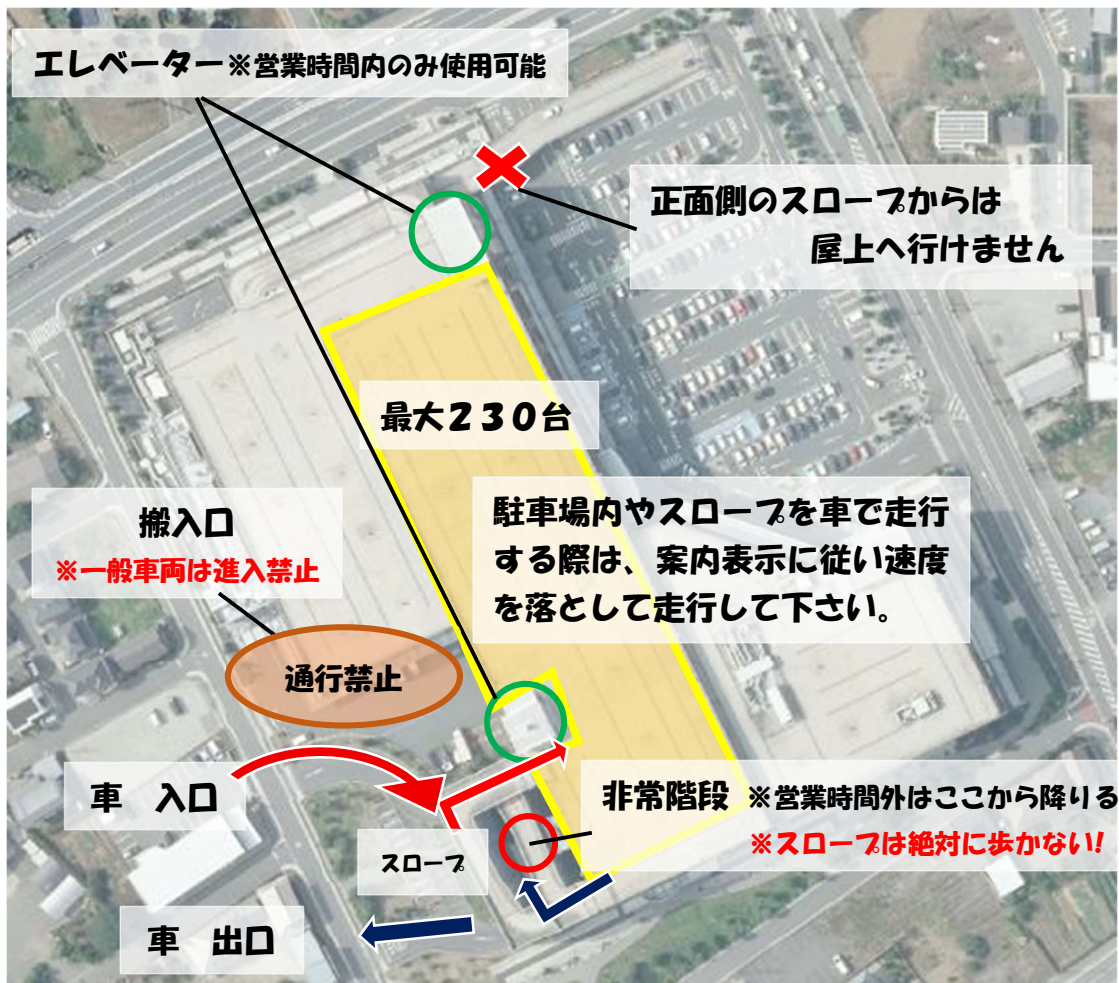 エレベーター※営業時間内のみ使用可能
正面側のスロープからは
屋上へ行けません
最大230台
駐車場内やスロープを車で走行
する際は、案内表示に従い速度
を落として走行して下さい。
搬入口
※一般車両は進入禁止
通行禁止
車 入口
非常階段 ※営業時間外はここから降りる
※スロープは絶対に歩かない!
スロープ
車 出口